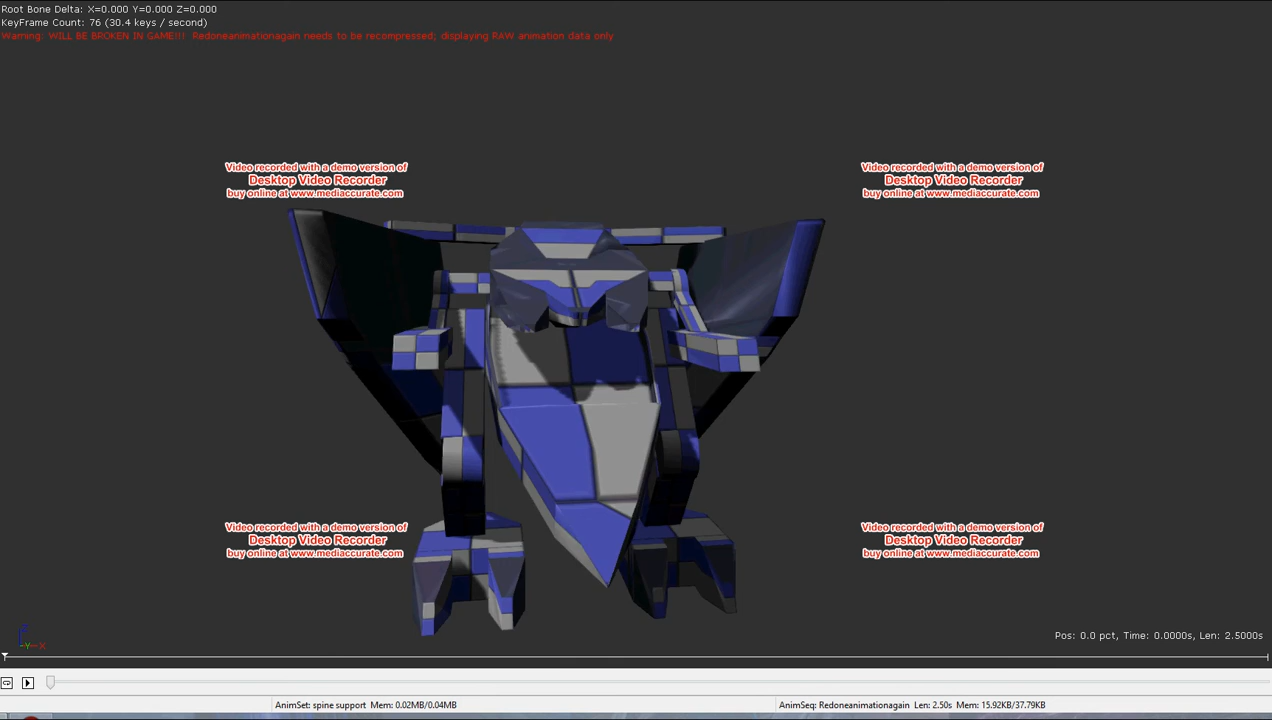 Root Bone Delta: X=0.000 Y=0.000 Z=0.000
KeyFrame Count: 76 (30.4 keys / second)
Warning: WILL BE BROKEN IN GAME!!! Redoneanimationagain needs to be recompressed; displaying RAW animation data only
Video recorded with a demo version of
Desktop Video Recorder
buy online at www.mediaccurate.com
Video recorded with a demo version of
Desktop Video Recorder
buy online at www.mediaccurate.com
Video recorded with a demo version of
Desktop Video Recorder
buy online at www.mediaccurate.com
Video recorded with a demo version of
Desktop Video Recorder
buy online at www.mediaccurate.com
Z
Y X
Pos: 0.0 pct, Time: 0.0000s, Len: 2.5000s
AnimSet: spine support Mem: 0.02MB/0.04MB
AnimSeq: Redoneanimationagain Len: 2.50s Mem: 15.92KB/37.79KB